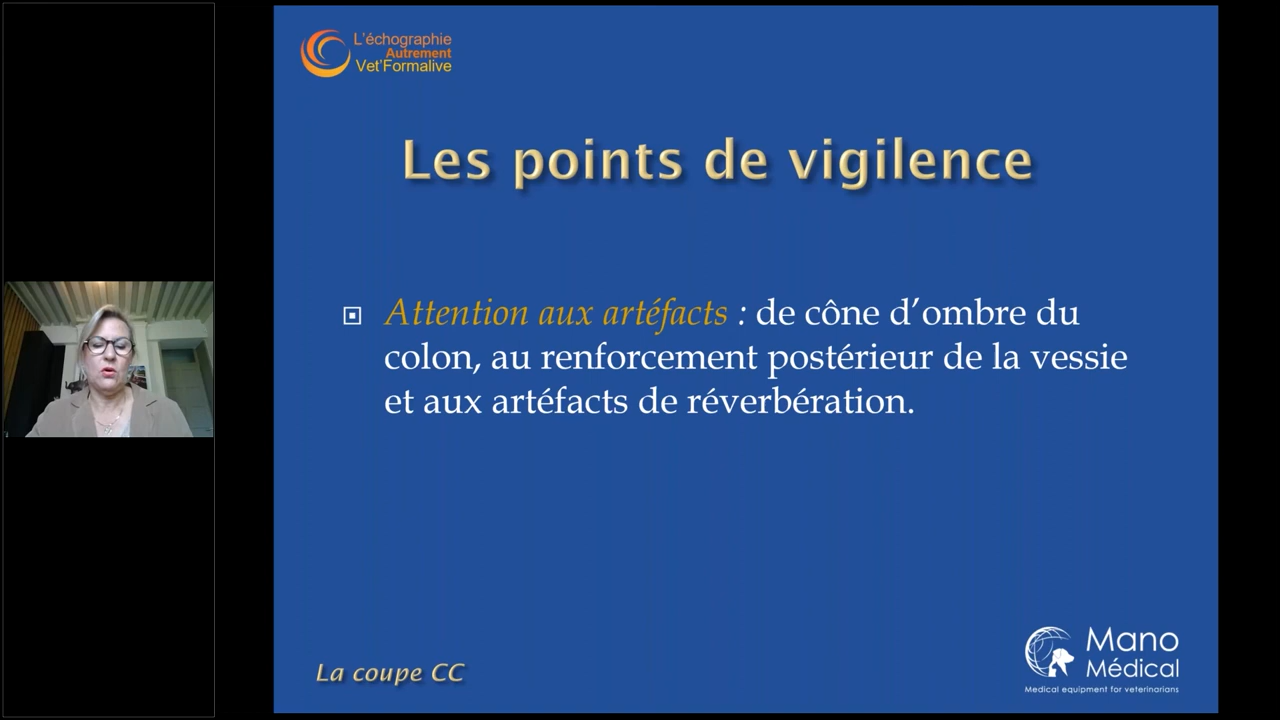 L'échographie
Autrement
Vet'Formalive
Les points de vigilence
Attention aux artéfacts : de cône d’ombre du
colon, au renforcement postérieur de la vessie
et aux artéfacts de réverbération.
La coupe CC
Mano
Médical
Medical equipment for veterinarians